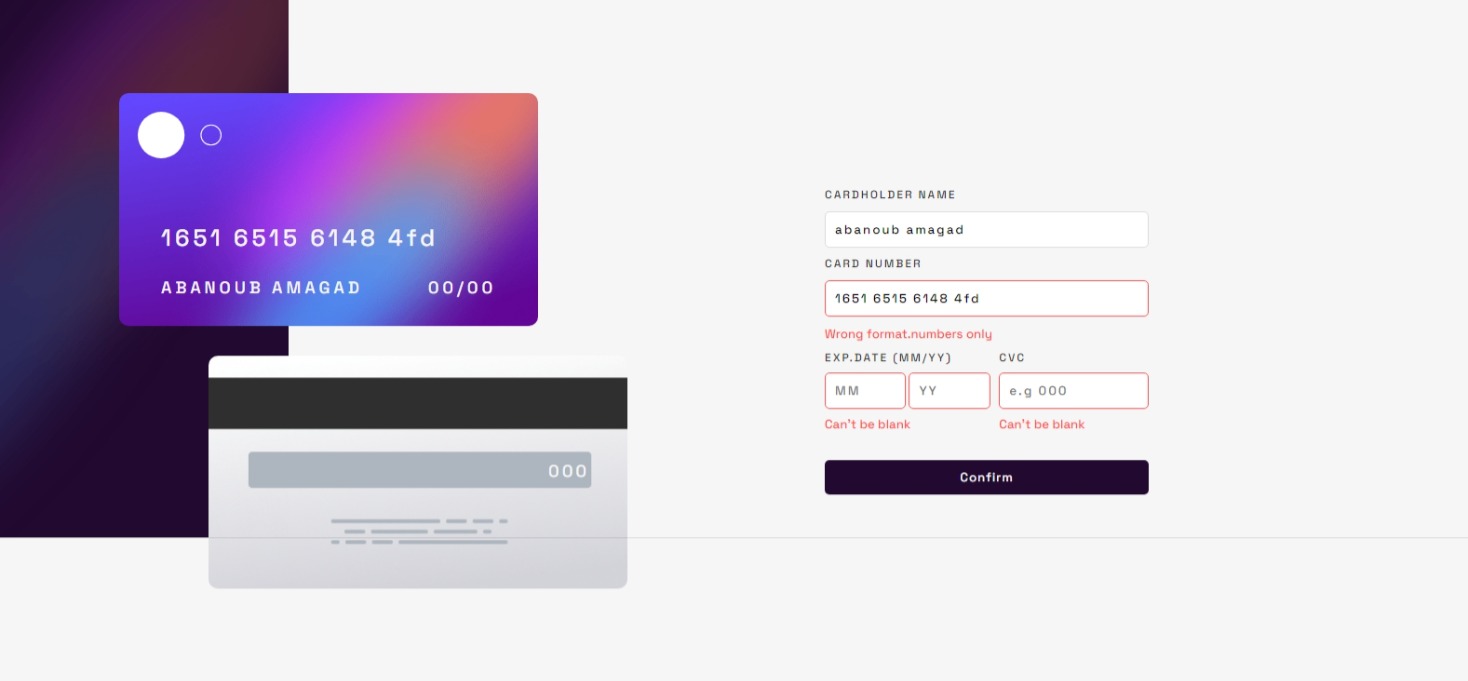 1651 6515 6148 4fd
ABANOUB AMAGAD 00/00
000
CARDHOLDER NAME
abanoub amagad
CARD NUMBER
1651 6515 6148 4fd
Wrong format.numbers only
EXP.DATE (MM/YY) CVC
MM YY e.g 000
Can't be blank Can't be blank
Confirm